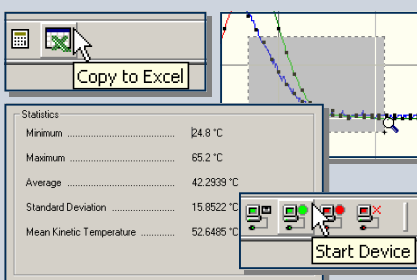 Copy to Excel
Statistics
Minimum ........................ 24.8 °C
Maximum ........................ 65.2 °C
Average ........................ 42.2939 °C
Standard Deviation ............. 15.8522 °C
Mean Kinetic Temperature ........ 52.6485 °C
Start Device